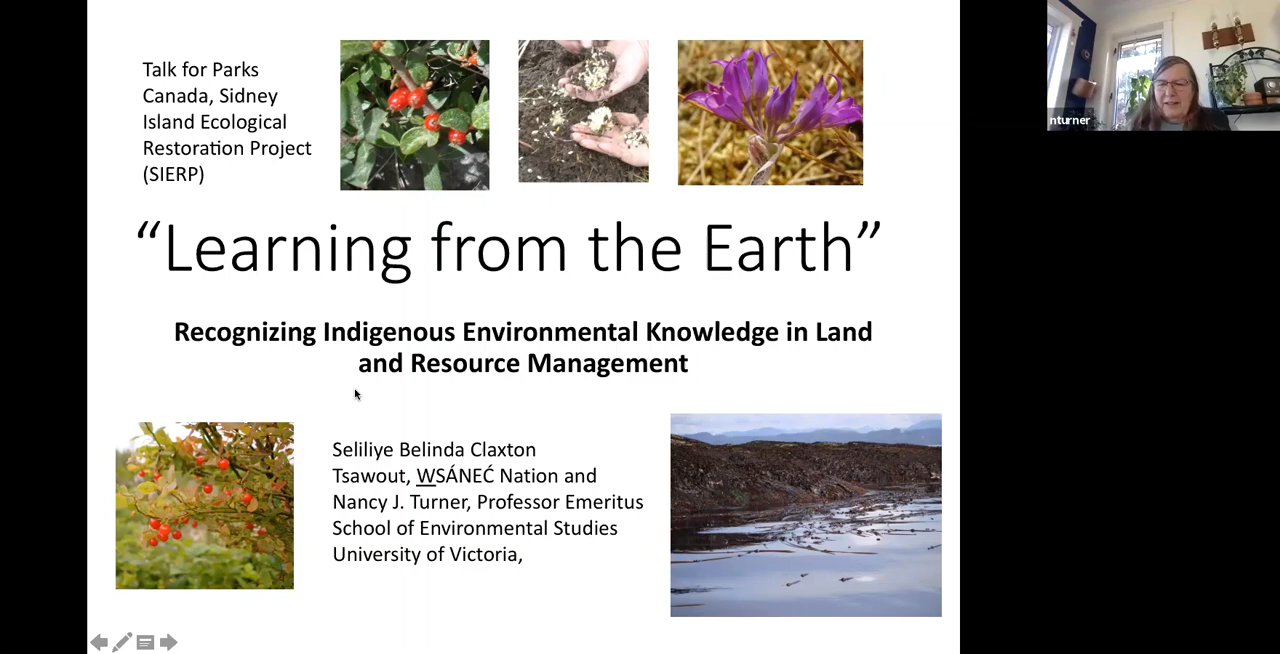 Talk for Parks
Canada, Sidney
Island Ecological
Restoration Project
(SIERP)
nturner
“Learning from the Earth”
Recognizing Indigenous Environmental Knowledge in Land
and Resource Management
Seliliye Belinda Claxton
Tsawout, W̲SÁNEĆ Nation and
Nancy J. Turner, Professor Emeritus
School of Environmental Studies
University of Victoria,